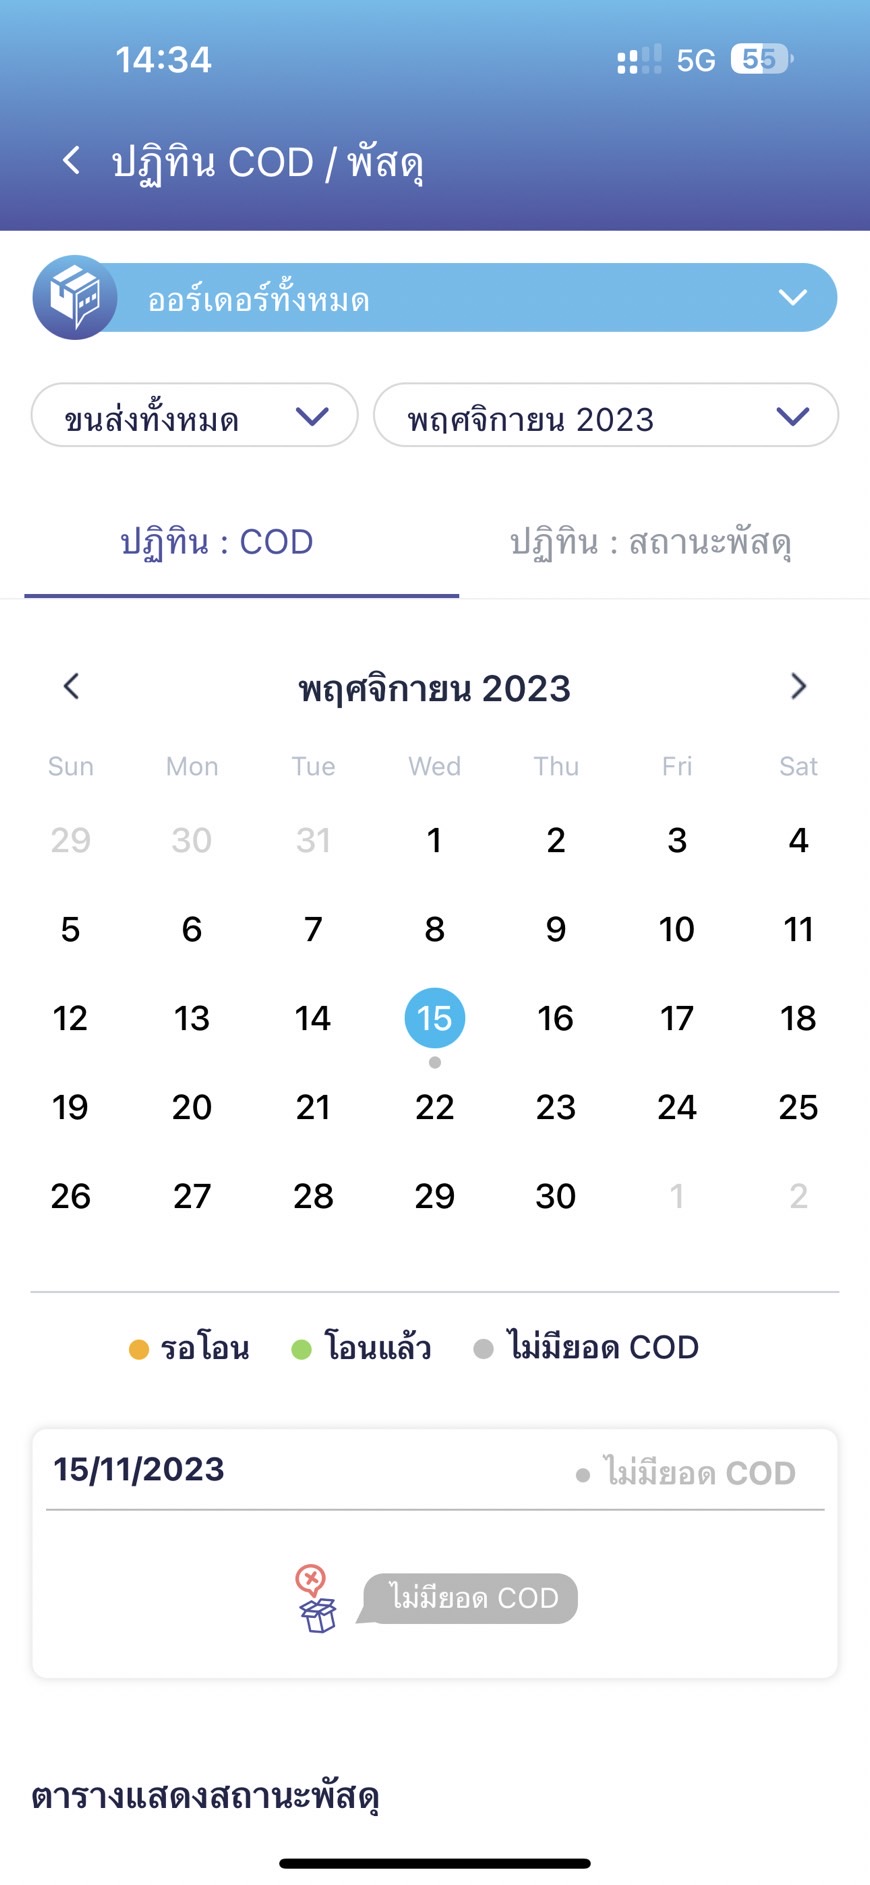 14:34
5G 55
ปฏิทิน COD / พัสดุ
ออร์เดอร์ทั้งหมด
ขนส่งทั้งหมด พฤศจิกายน 2023
ปฏิทิน : COD ปฏิทิน : สถานะพัสดุ
พฤศจิกายน 2023
Sun Mon Tue Wed Thu Fri Sat
29 30 31 1 2 3 4
5 6 7 8 9 10 11
12 13 14 15 16 17 18
19 20 21 22 23 24 25
26 27 28 29 30 1 2
รอโอน โอนแล้ว ไม่มียอด COD
15/11/2023 ไม่มียอด COD
ไม่มียอด COD
ตารางแสดงสถานะพัสดุ